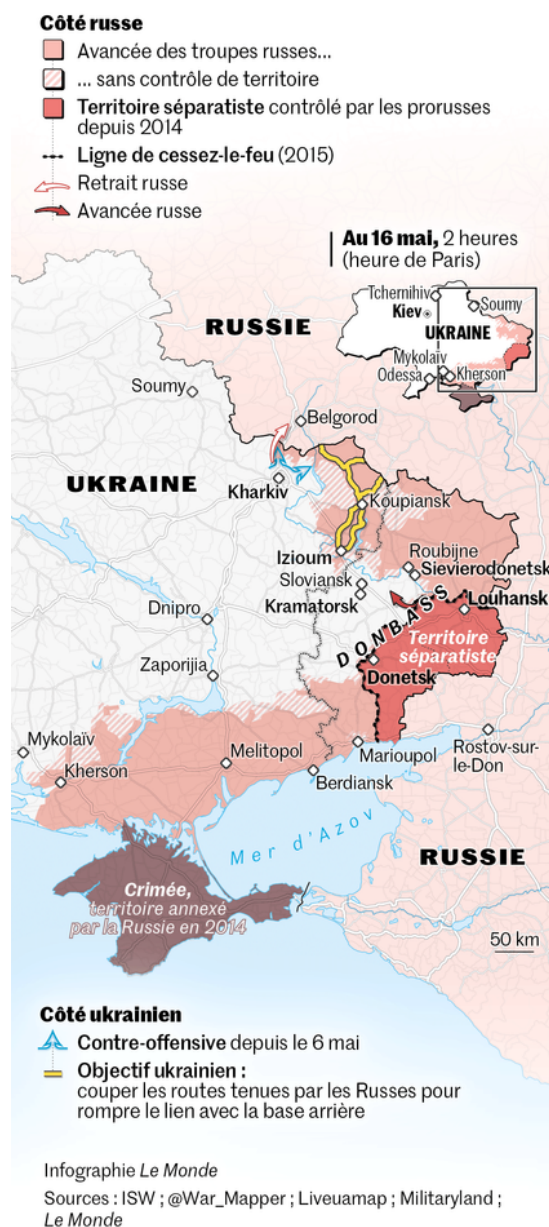 Côté russe
Avancée des troupes russes...
... sans contrôle de territoire
Territoire séparatiste contrôlé par les prorusses
depuis 2014
Ligne de cessez-le-feu (2015)
Retrait russe
Avancée russe
Au 16 mai, 2 heures
(heure de Paris)
Tchernihiv
Soumy
Kiev
UKRAINE
Mykolaïv
Odessa
Kherson
RUSSIE
Soumy
Belgorod
UKRAINE
Kharkiv
Koupiansk
Izioum
Roubijne
Sloviansk
Sievierodonetsk
Kramatorsk
Louhansk
Dnipro
DONBASS
Territoire
séparatiste
Zaporijia
Donetsk
Mykolaïv
Kherson
Melitopol
Marioupol
Rostov-sur-
le-Don
Berdiansk
Mer d'Azov
RUSSIE
Crimée,
territoire annexé
par la Russie en 2014
50 km
Côté ukrainien
Contre-offensive depuis le 6 mai
Objectif ukrainien :
couper les routes tenues par les Russes pour
rompre le lien avec la base arrière
Infographie Le Monde
Sources : ISW ; @War_Mapper ; Liveuamap ; Militaryland ;
Le Monde